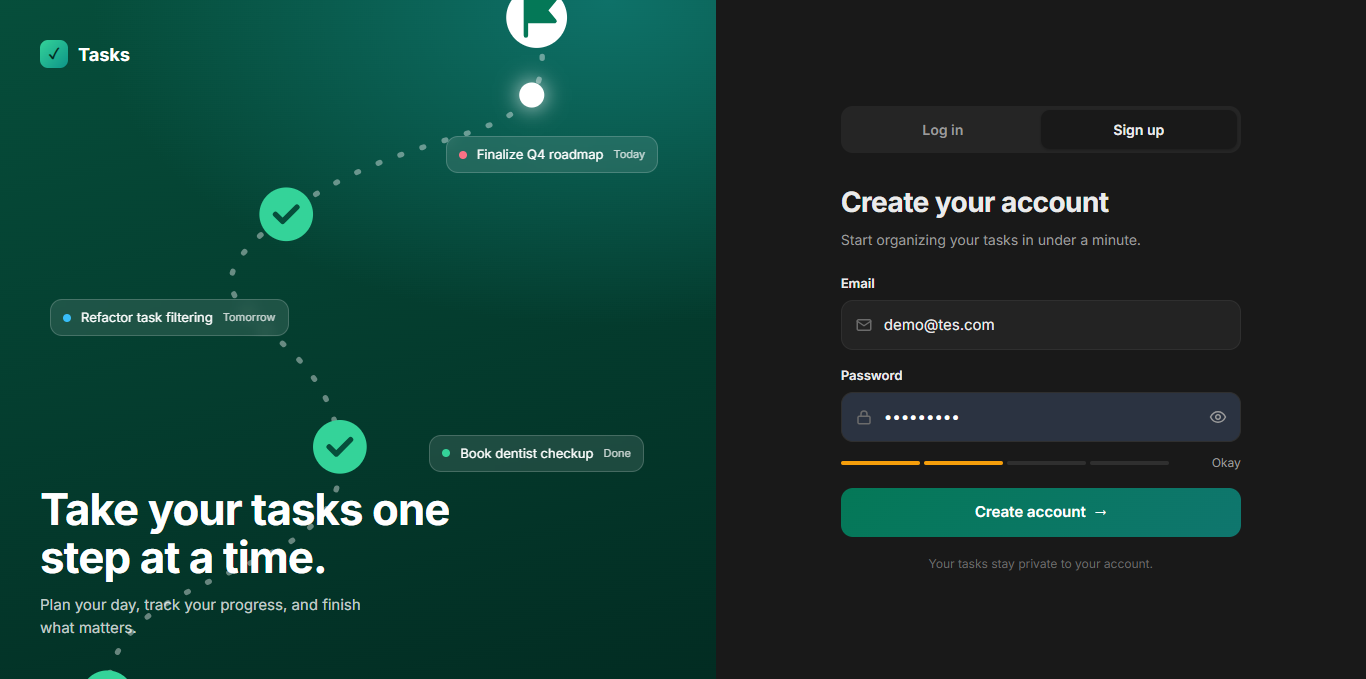 ✓ Tasks
Finalize Q4 roadmap Today
Refactor task filtering Tomorrow
Book dentist checkup Done
Take your tasks one
step at a time.
Plan your day, track your progress, and finish
what matters.
Log in Sign up
Create your account
Start organizing your tasks in under a minute.
Email
demo@tes.com
Password
•••••••••
Okay
Create account →
Your tasks stay private to your account.